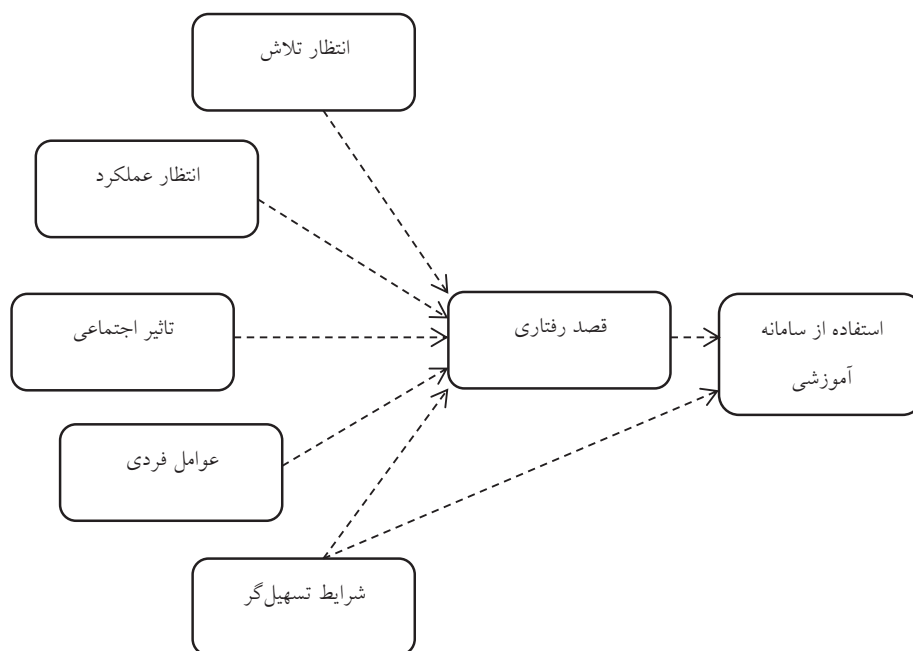 انتظار تلاش
انتظار عملکرد
تاثیر اجتماعی
قصد رفتاری
استفاده از سامانه
آموزشی
عوامل فردی
شرایط تسهیل‌گر